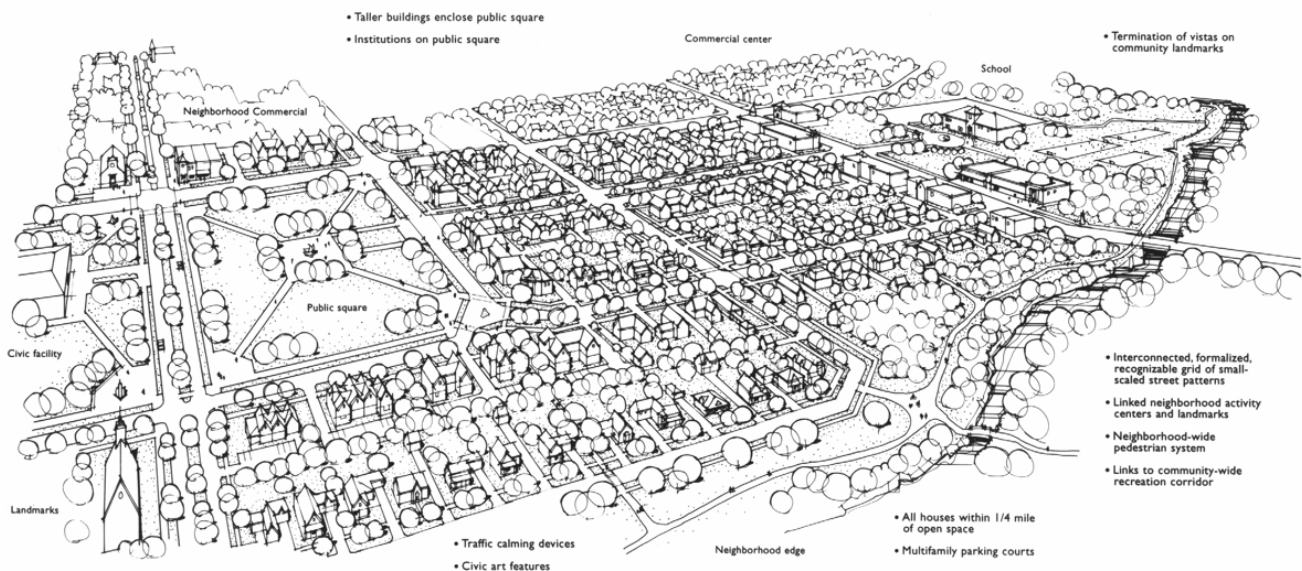 • Taller buildings enclose public square
• Institutions on public square
Commercial center
• Termination of vistas on
community landmarks
School
Neighborhood Commercial
Public square
Civic facility
• Interconnected, formalized,
recognizable grid of small-
scaled street patterns
• Linked neighborhood activity
centers and landmarks
• Neighborhood-wide
pedestrian system
• Links to community-wide
recreation corridor
Landmarks
• All houses within 1/4 mile
of open space
• Multifamily parking courts
• Traffic calming devices
• Civic art features
Neighborhood edge